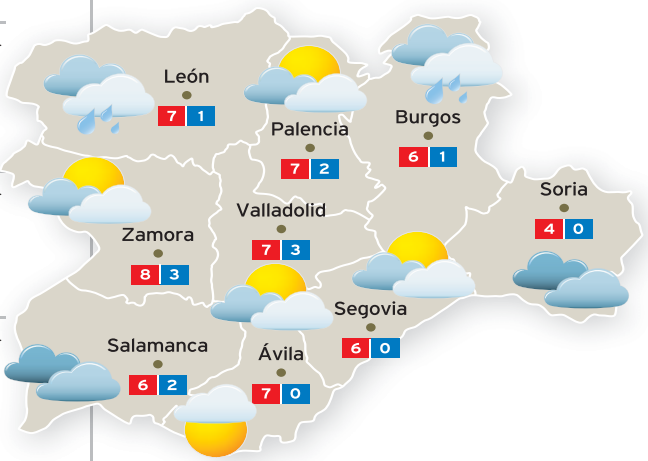 León
7 1
Palencia
7 2
Burgos
6 1
Soria
4 0
Zamora
8 3
Valladolid
7 3
Segovia
6 0
Salamanca
6 2
Ávila
7 0